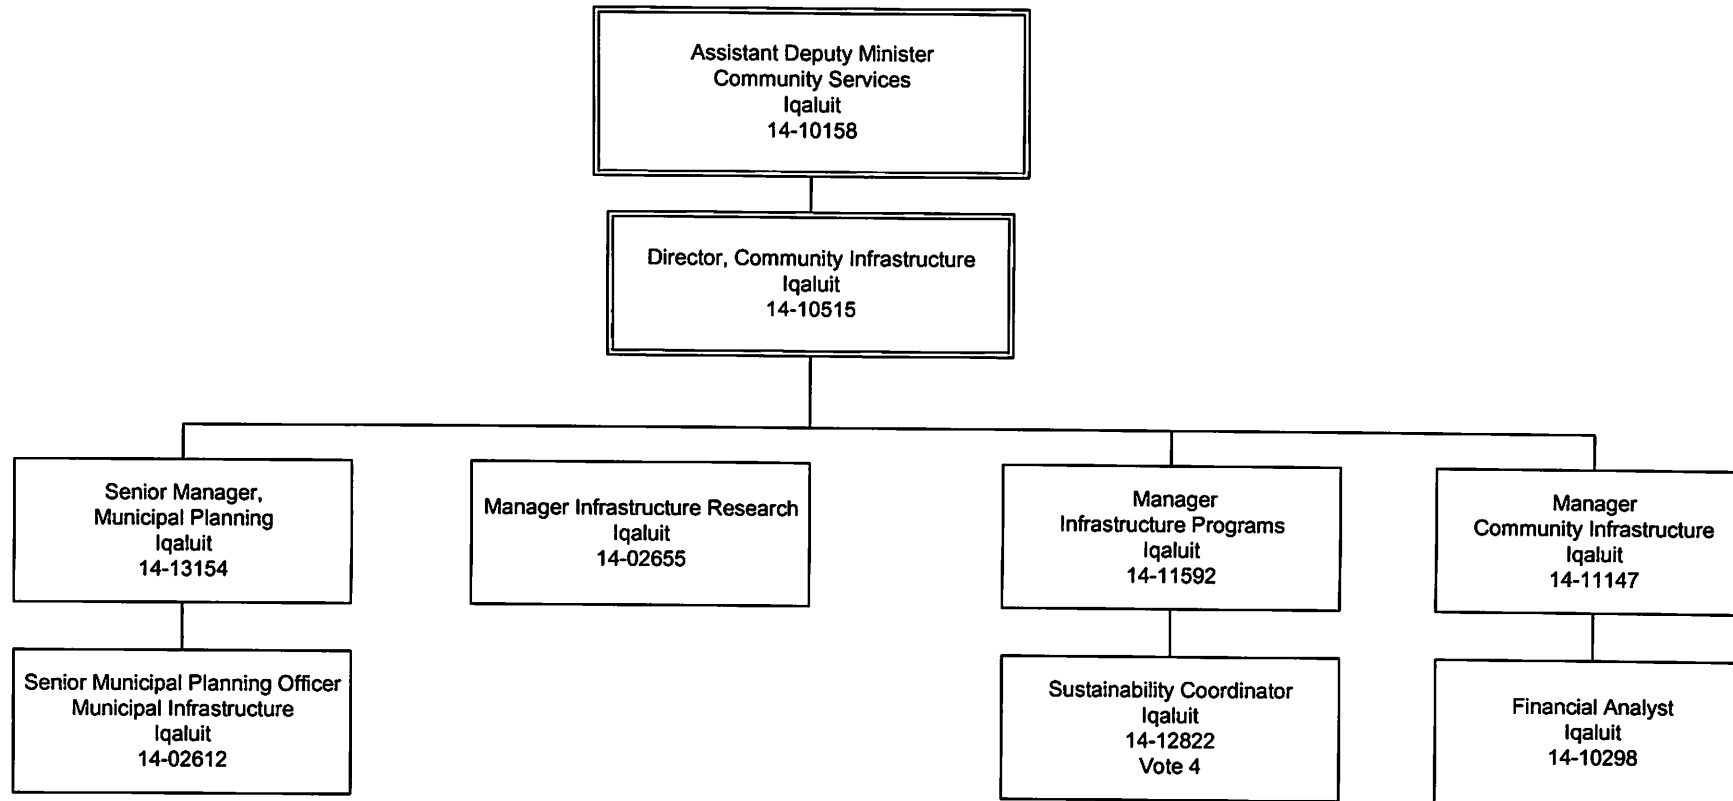 Assistant Deputy Minister
Community Services
Iqaluit
14-10158
Director, Community Infrastructure
Iqaluit
14-10515
Senior Manager,
Municipal Planning
Iqaluit
14-13154
Manager Infrastructure Research
Iqaluit
14-02655
Manager
Infrastructure Programs
Iqaluit
14-11592
Manager
Community Infrastructure
Iqaluit
14-11147
Senior Municipal Planning Officer
Municipal Infrastructure
Iqaluit
14-02612
Sustainability Coordinator
Iqaluit
14-12822
Vote 4
Financial Analyst
Iqaluit
14-10298